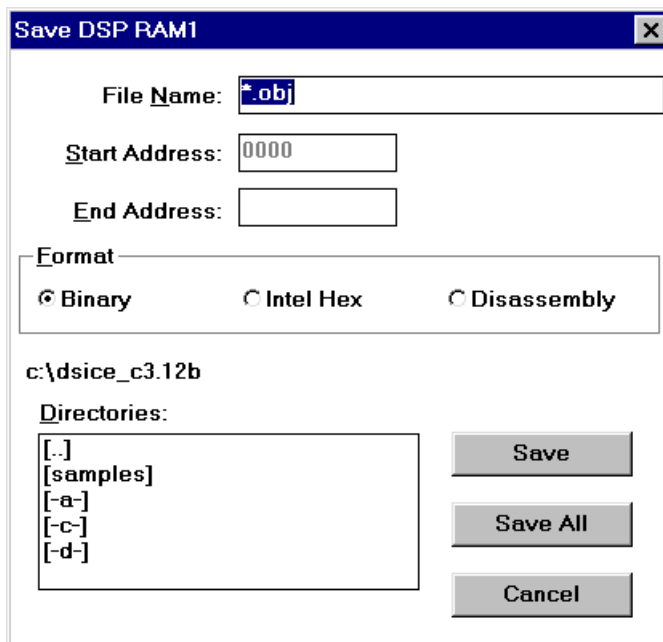 Save DSP RAM1
File Name: *.obj
Start Address: 0000
End Address:
Format
Binary Intel Hex Disassembly
c:\dsice_c3.12b
Directories:
[..]
[samples]
[-a-]
[-c-]
[-d-]
Save
Save All
Cancel